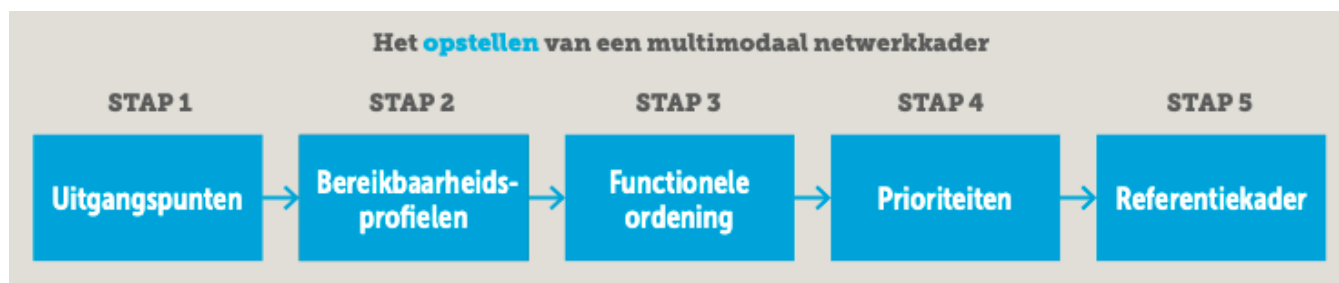 Het opstellen van een multimodaal netwerkkader
STAP 1
STAP 2
STAP 3
STAP 4
STAP 5
Uitgangspunten
Bereikbaarheids-
profielen
Functionele
ordening
Prioriteiten
Referentiekader